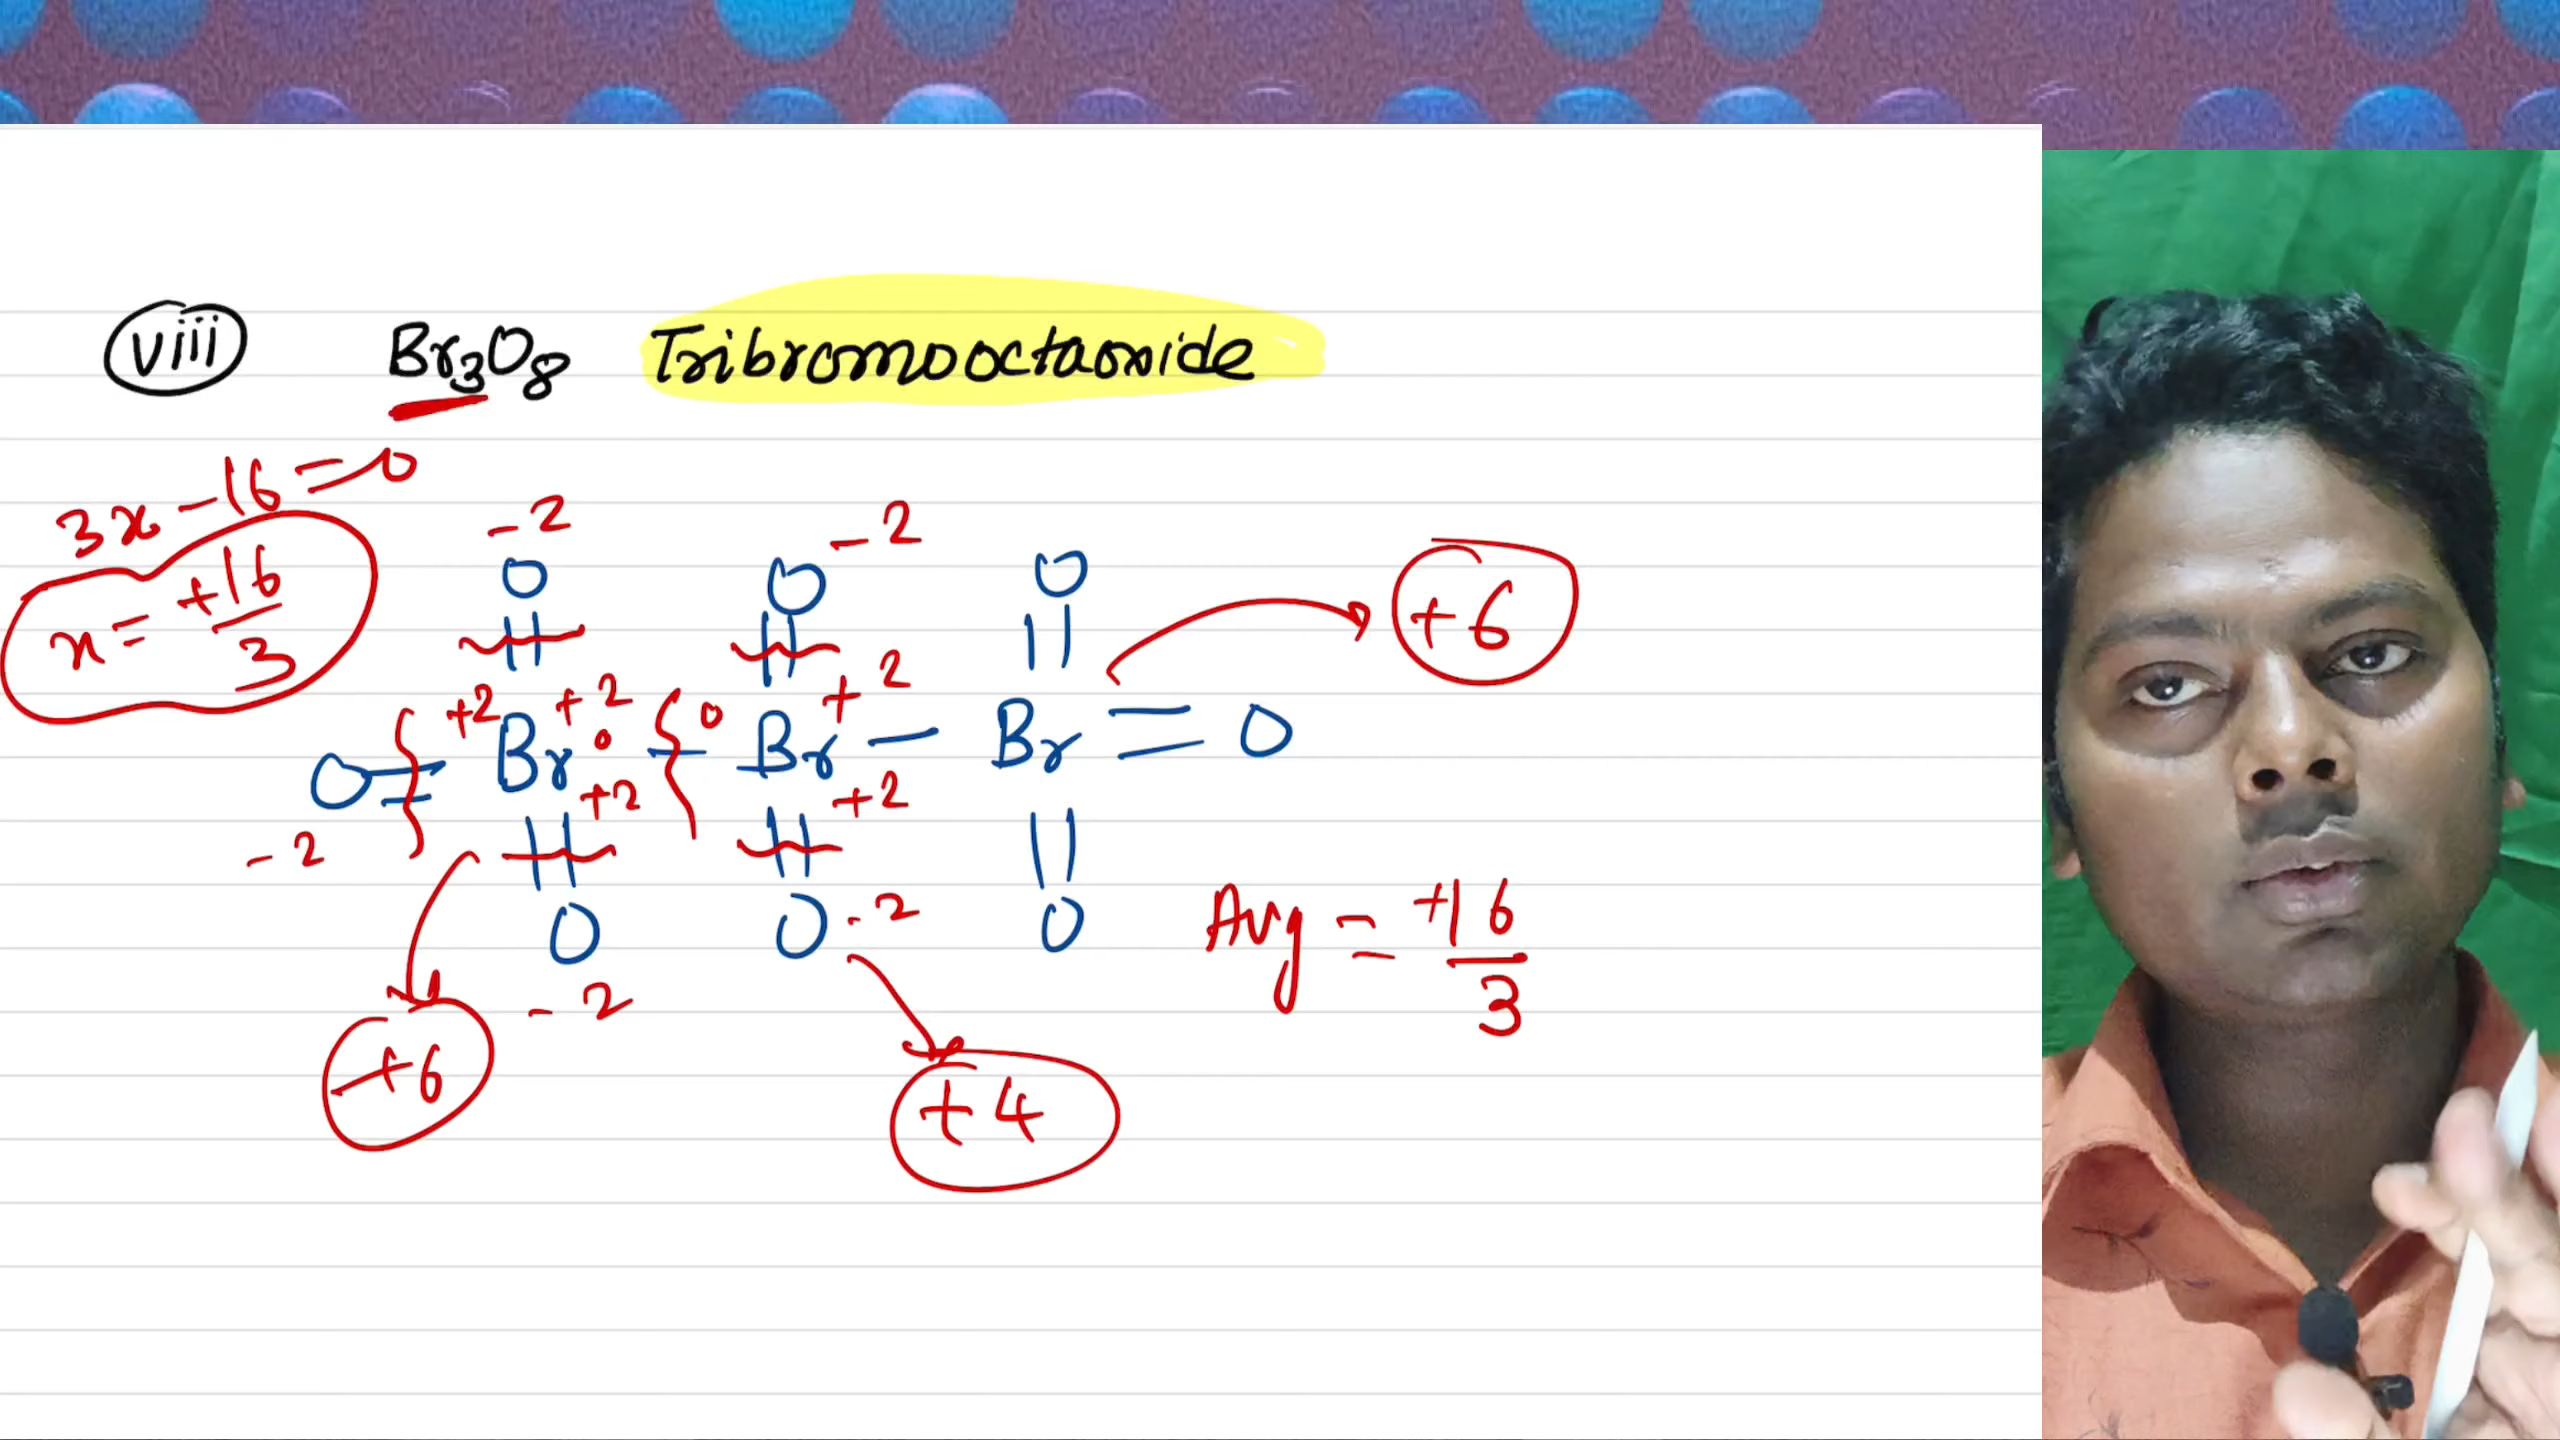 viii Br₃O₈ Tribromooctaoxide
3x - 16 = 0
x = +16/3
-2 -2
O O O +6
+2 +2 0 +2
O = Br 0 - Br - Br = O
-2 +2 +2
O O -2 O Avg = +16/3
-2
+6 +4